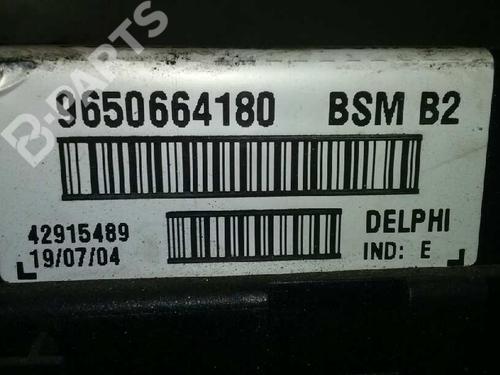 B-PARTS
9650664180 BSM B2
42915489 DELPHI
19/07/04 IND: E